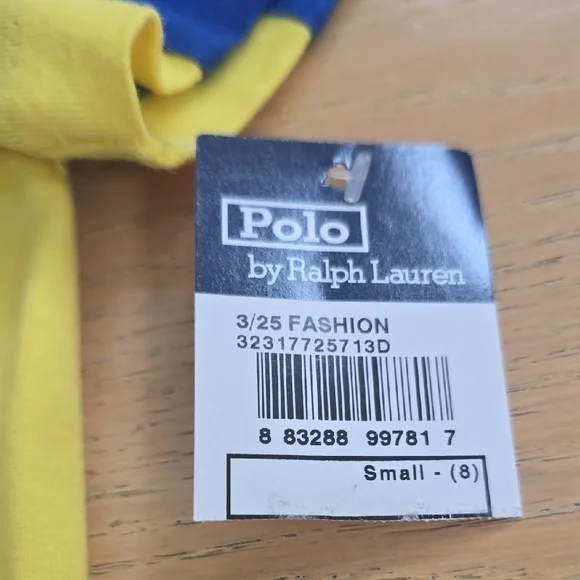 Polo
by Ralph Lauren
3/25 FASHION
32317725713D
8 83288 99781 7
Small - (8)